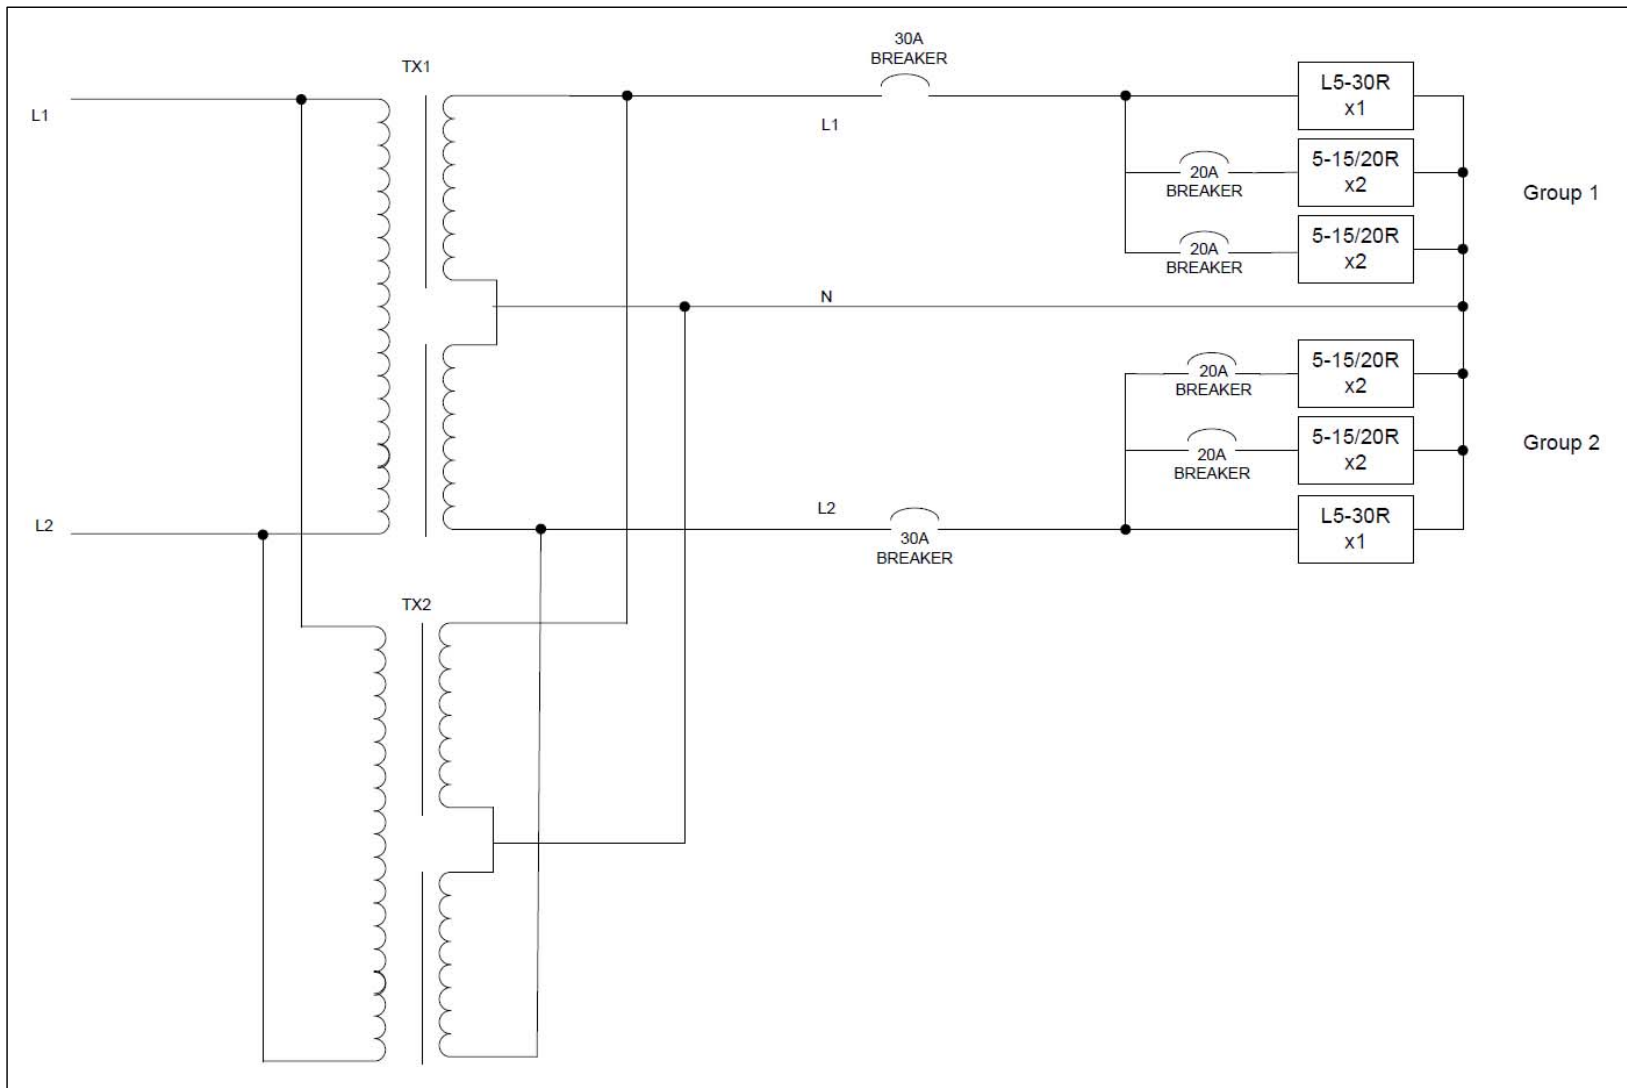 30A
BREAKER
TX1
L1
L1
L5-30R
x1
20A
BREAKER
5-15/20R
x2
Group 1
20A
BREAKER
5-15/20R
x2
N
20A
BREAKER
5-15/20R
x2
20A
BREAKER
5-15/20R
x2
Group 2
L2
L2
30A
BREAKER
L5-30R
x1
TX2